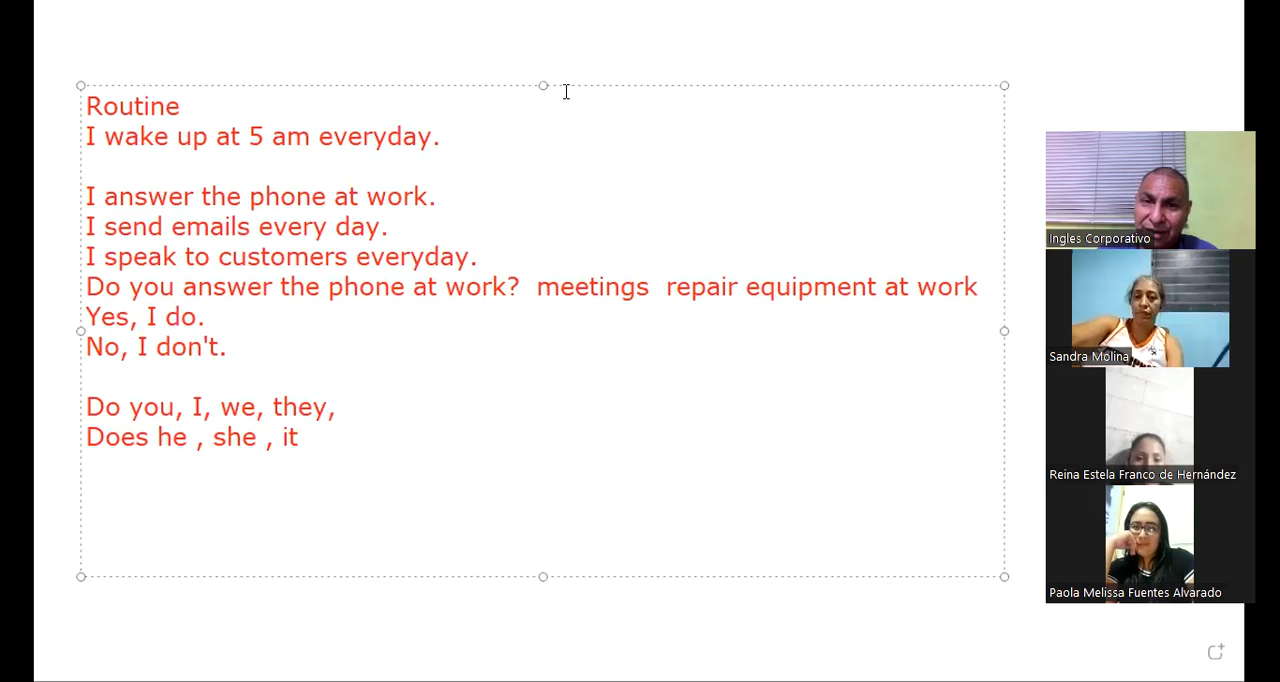 Routine
I wake up at 5 am everyday.
I answer the phone at work.
I send emails every day.
I speak to customers everyday.
Do you answer the phone at work?  meetings  repair equipment at work
Yes, I do.
No, I don't.
Do you, I, we, they,
Does he , she , it
Ingles Corporativo
Sandra Molina
Reina Estela Franco de Hernández
Paola Melissa Fuentes Alvarado